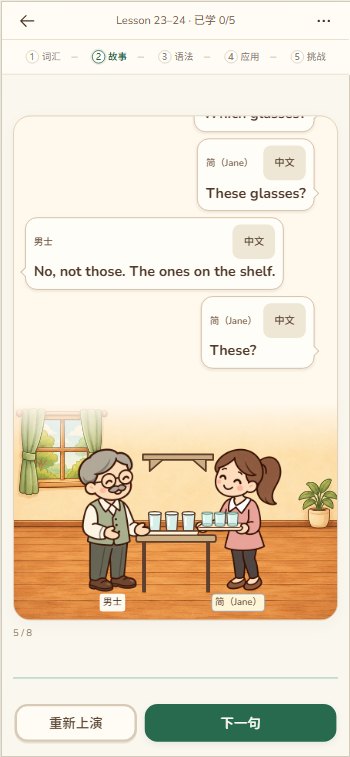 Lesson 23–24 · 已学 0/5
1 词汇 — 2 故事 — 3 语法 — 4 应用 — 5 挑战
Which glasses?
简（Jane） 中文
These glasses?
男士 中文
No, not those. The ones on the shelf.
简（Jane） 中文
These?
男士 简（Jane）
5 / 8
重新上演 下一句